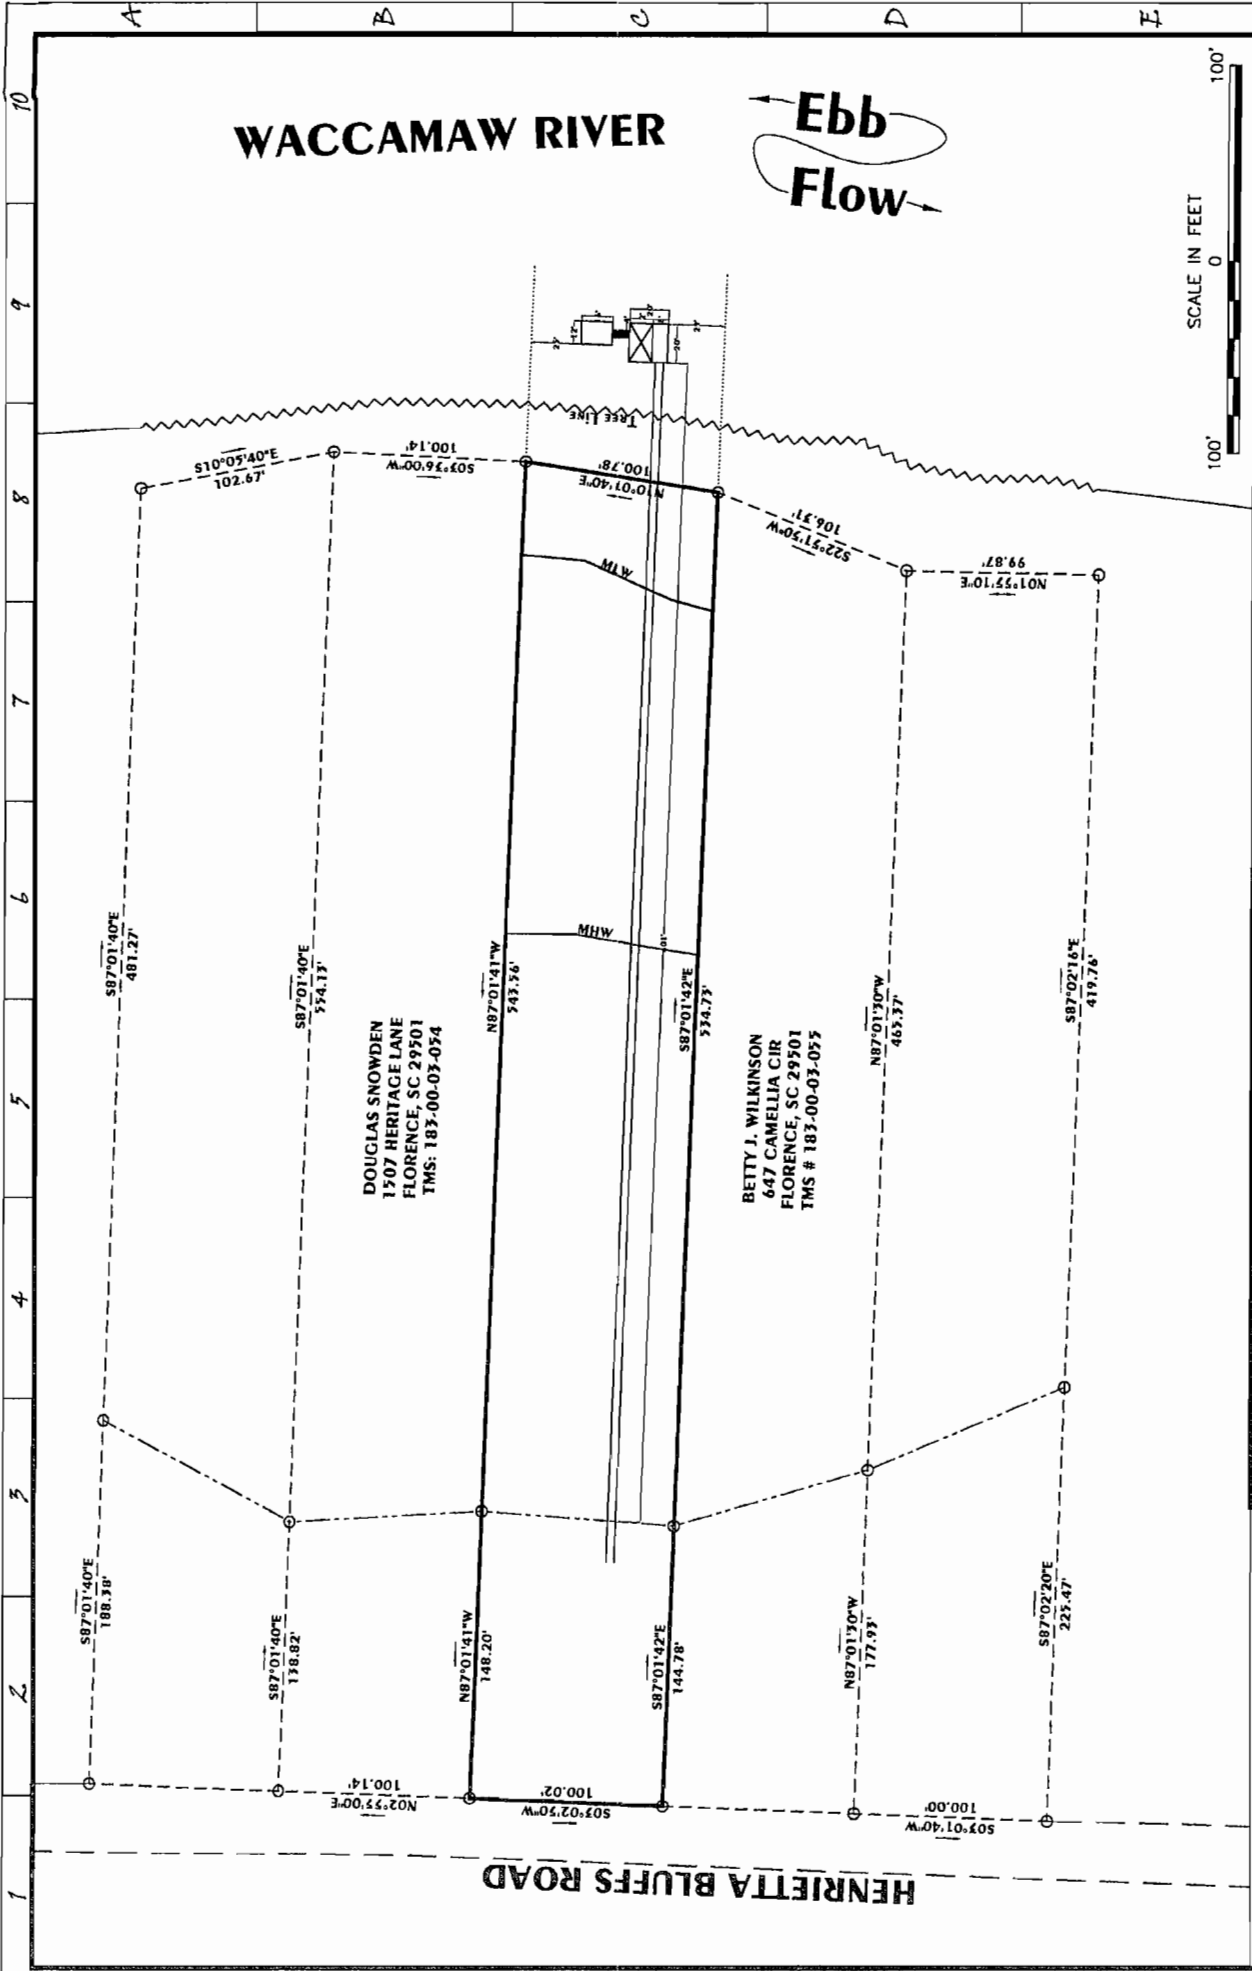 A
B
C
D
E
10
9
8
7
6
5
4
3
2
1
WACCAMAW RIVER
Ebb
Flow
SCALE IN FEET
100'
0
100'
TREE LINE
S10°05'40"E
102.67'
100.14'
100.78'
N10°01'40"E
106.31'
S22°51'50"W
99.87'
N01°55'10"E
MLW
MHW
S87°01'40"E
481.27'
S87°01'40"E
554.13'
N87°01'41"W
543.56'
S87°01'42"E
534.73'
N87°01'30"W
465.37'
S87°02'16"E
419.76'
DOUGLAS SNOWDEN
1507 HERITAGE LANE
FLORENCE, SC 29501
TMS: 183-00-03-054
BETTY J. WILKINSON
647 CAMELLIA CIR
FLORENCE, SC 29501
TMS # 183-00-03-055
S87°01'40"E
188.38'
S87°01'40"E
138.82'
N87°01'41"W
148.20'
S87°01'42"E
144.78'
N87°01'30"W
177.93'
S87°02'20"E
225.47'
100.14'
N02°55'00"E
100.02'
S03°02'50"W
100.00'
S03°01'40"W
HENRIETTA BLUFFS ROAD
12'
20'
20'